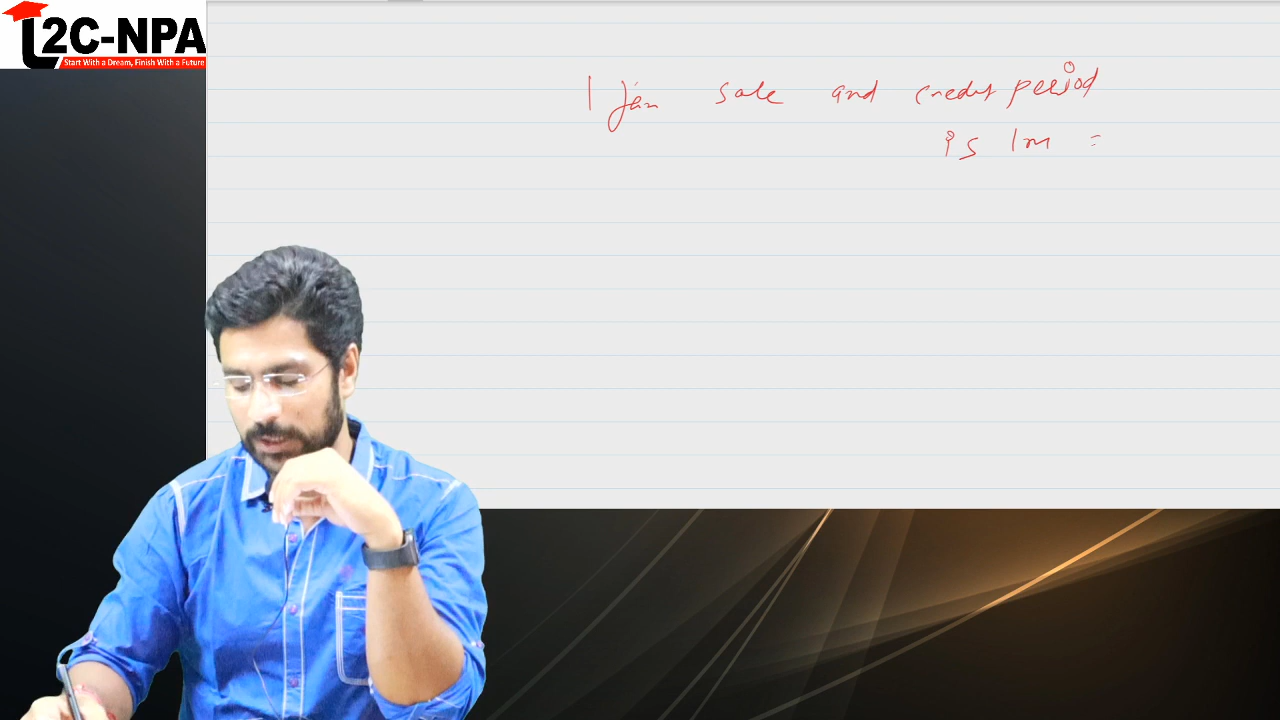 L2C-NPA
Start With a Dream, Finish With a Future
1 Jan sale and credit period
is 1m =